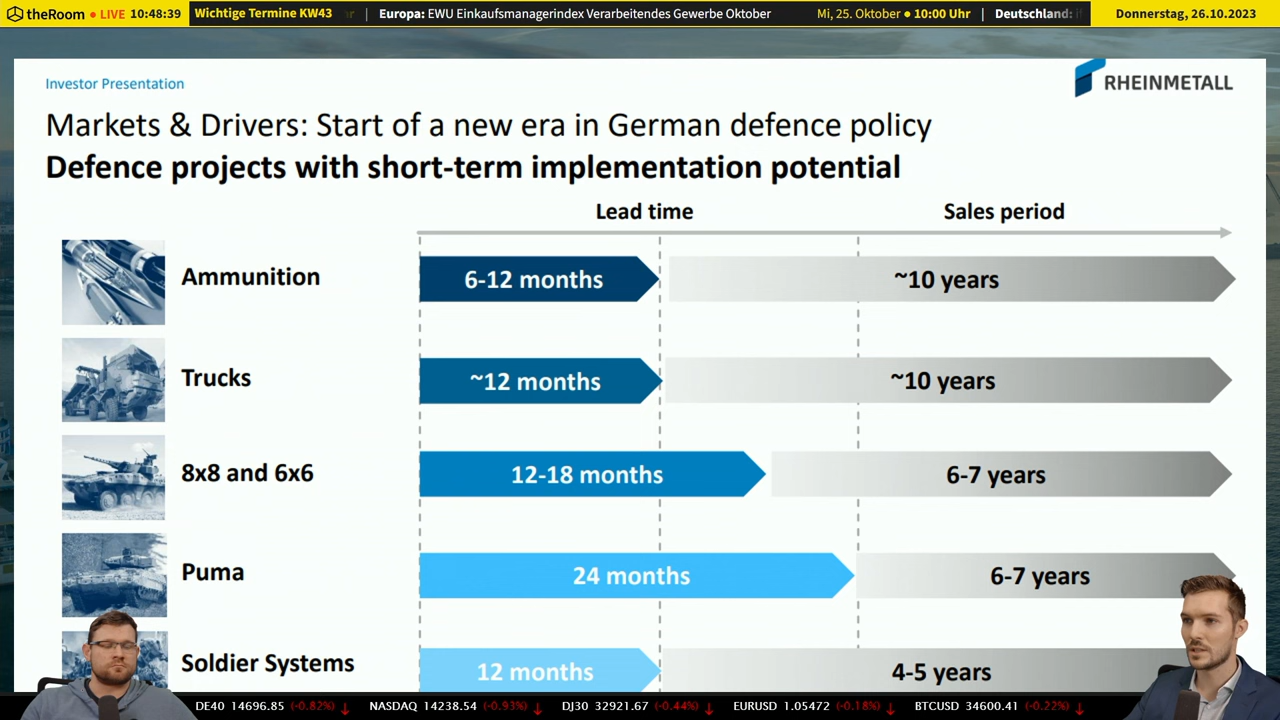 theRoom • LIVE 10:48:39
Wichtige Termine KW43
| Europa: EWU Einkaufsmanagerindex Verarbeitendes Gewerbe Oktober
Mi, 25. Oktober • 10:00 Uhr | Deutschland:
Donnerstag, 26.10.2023
Investor Presentation
RHEINMETALL
Markets & Drivers: Start of a new era in German defence policy
Defence projects with short-term implementation potential
Lead time Sales period
Ammunition 6-12 months ~10 years
Trucks ~12 months ~10 years
8x8 and 6x6 12-18 months 6-7 years
Puma 24 months 6-7 years
Soldier Systems 12 months 4-5 years
DE40 14696.85 (-0.82%) ↓ NASDAQ 14238.54 (-0.93%) ↓ DJ30 32921.67 (-0.44%) ↓ EURUSD 1.05472 (-0.18%) ↓ BTCUSD 34600.41 (-0.22%) ↓